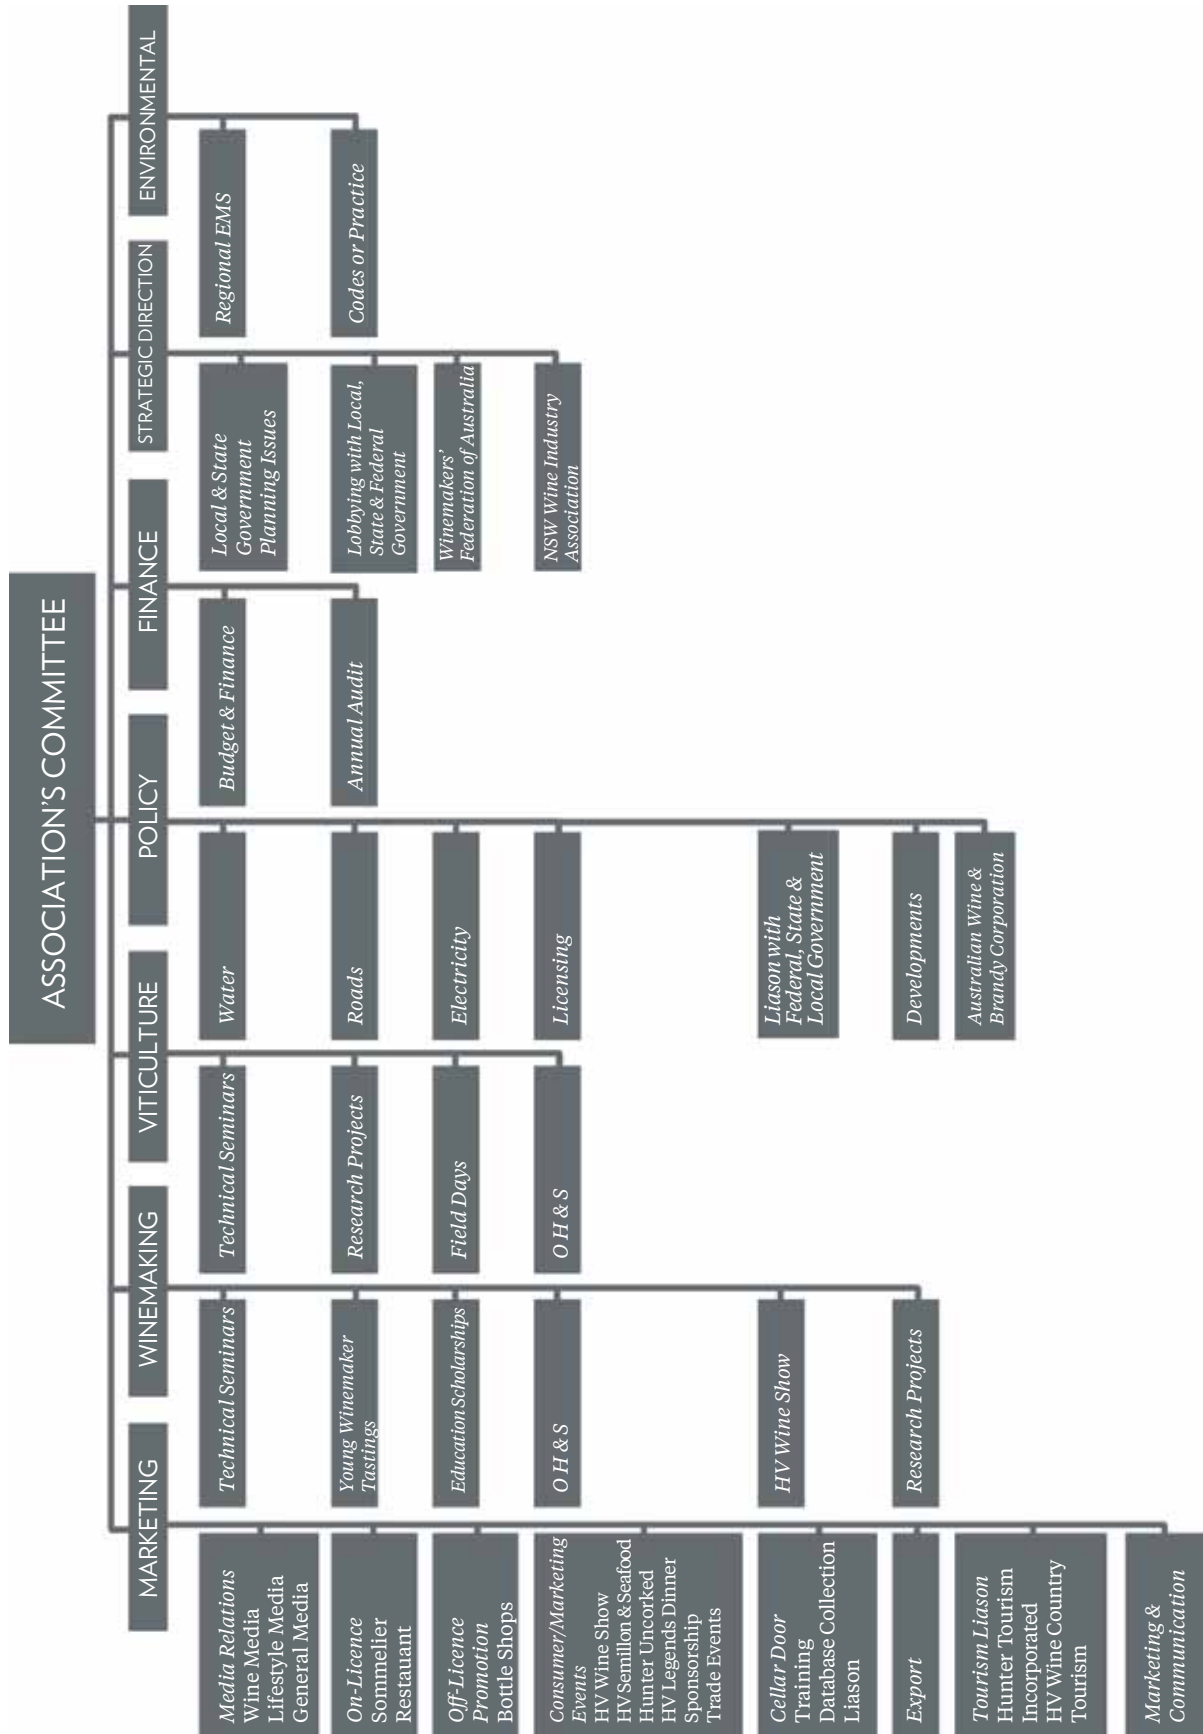 ASSOCIATION'S COMMITTEE
MARKETING
Media Relations
Wine Media
Lifestyle Media
General Media
On-Licence
Sommelier
Restauant
Off-Licence
Promotion
Bottle Shops
Consumer/Marketing
Events
HV Wine Show
HV Semillon & Seafood
Hunter Uncorked
HV Legends Dinner
Sponsorship
Trade Events
Cellar Door
Training
Database Collection
Liason
Export
Tourism Liason
Hunter Tourism
Incorporated
HV Wine Country
Tourism
Marketing &
Communication
WINEMAKING
Technical Seminars
Young Winemaker
Tastings
Education Scholarships
O H & S
HV Wine Show
Research Projects
VITICULTURE
Technical Seminars
Research Projects
Field Days
O H & S
POLICY
Water
Roads
Electricity
Licensing
Liason with
Federal, State &
Local Government
Developments
Australian Wine &
Brandy Corporation
FINANCE
Budget & Finance
Annual Audit
STRATEGIC DIRECTION
Local & State
Government
Planning Issues
Lobbying with Local,
State & Federal
Government
Winemakers'
Federation of Australia
NSW Wine Industry
Association
ENVIRONMENTAL
Regional EMS
Codes or Practice